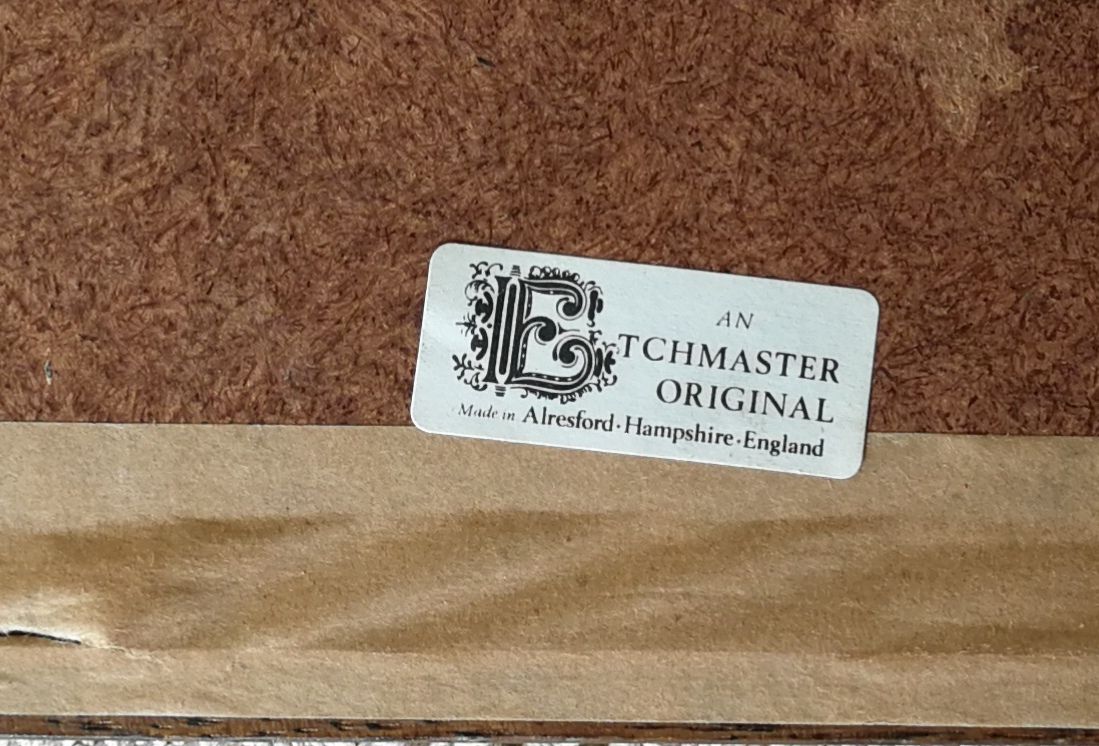 AN
ETCHMASTER
ORIGINAL
Made in Alresford·Hampshire·England